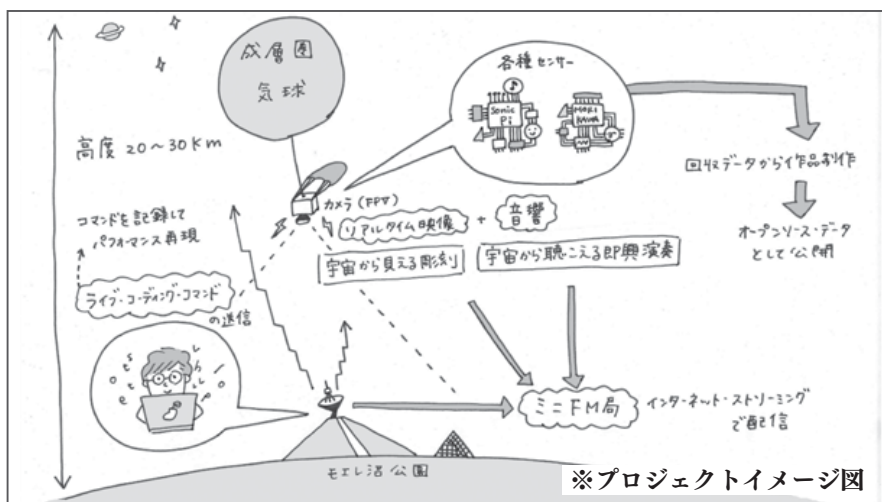 成層圏
気球
各種センサー
Sonic
Pi
MORI
KAWA
高度 20～30Km
回収データから作品制作
カメラ(FPV)
コマンドを記録して
パフォーマンス再現
リアルタイム映像 + 音響
オープンソース・データ
として公開
宇宙から見える彫刻
宇宙から聴こえる即興演奏
ライブ・コーディング・コマンド
の送信
ミニFM局
インターネット・ストリーミング
で配信
モエレ沼公園
※プロジェクトイメージ図